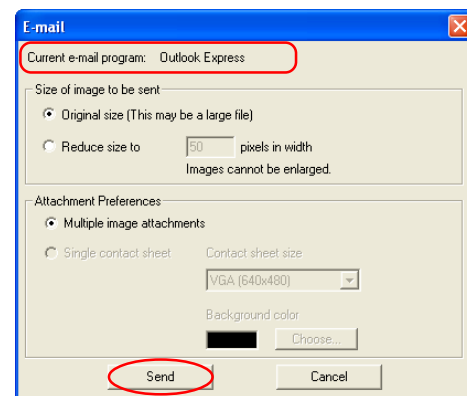 E-mail
Current e-mail program: Outlook Express
Size of image to be sent
Original size (This may be a large file)
Reduce size to 50 pixels in width
Images cannot be enlarged.
Attachment Preferences
Multiple image attachments
Single contact sheet Contact sheet size
VGA (640x480)
Background color
Choose...
Send Cancel